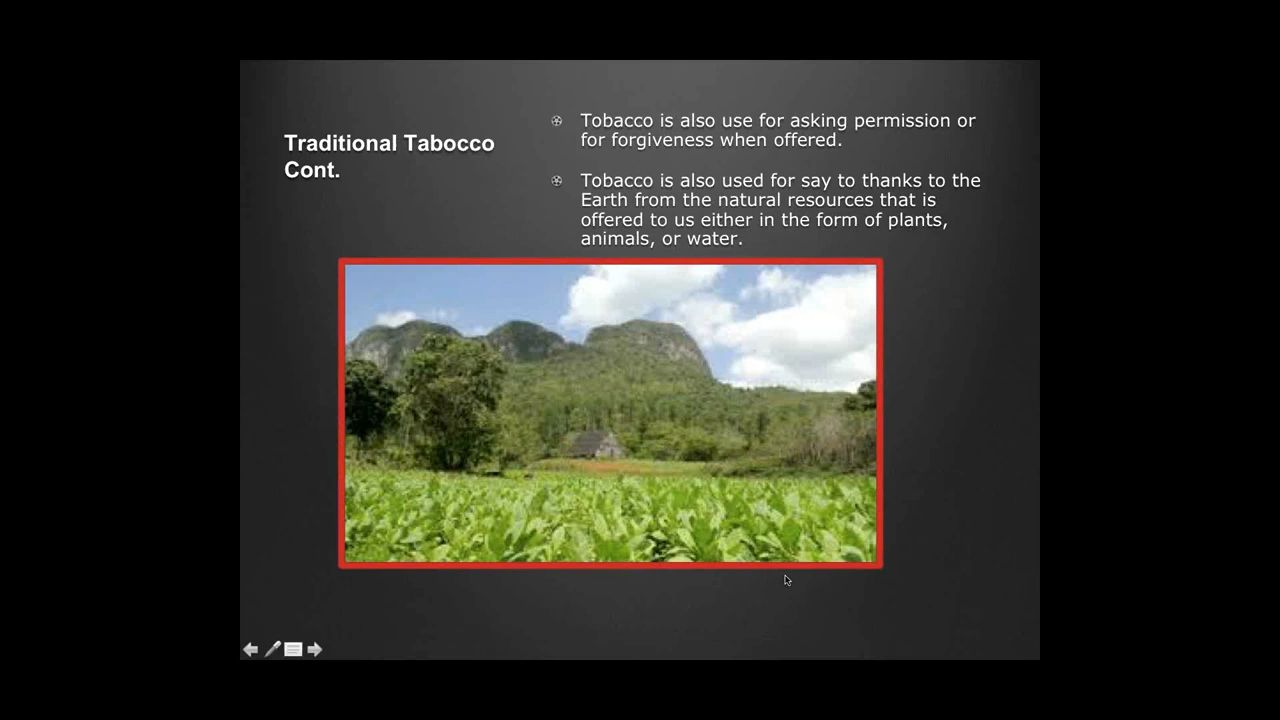 Traditional Tabocco
Cont.
Tobacco is also use for asking permission or
for forgiveness when offered.
Tobacco is also used for say to thanks to the
Earth from the natural resources that is
offered to us either in the form of plants,
animals, or water.